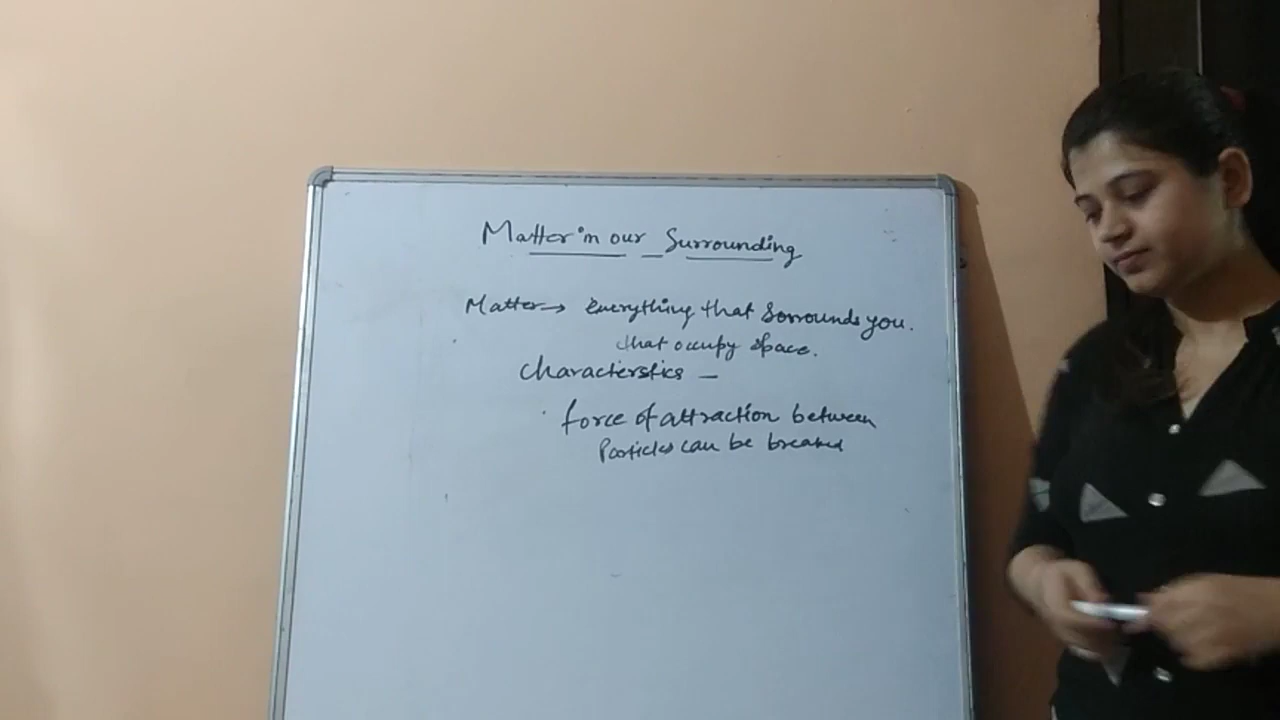 Matter in our Surrounding
Matter → everything that Sorrounds you.
that occupy space.
Characterstics –
force of attraction between
Particles can be breaked